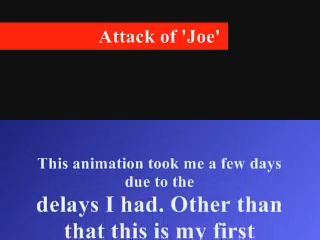 Attack of 'Joe'
This animation took me a few days
due to the
delays I had. Other than
that this is my first